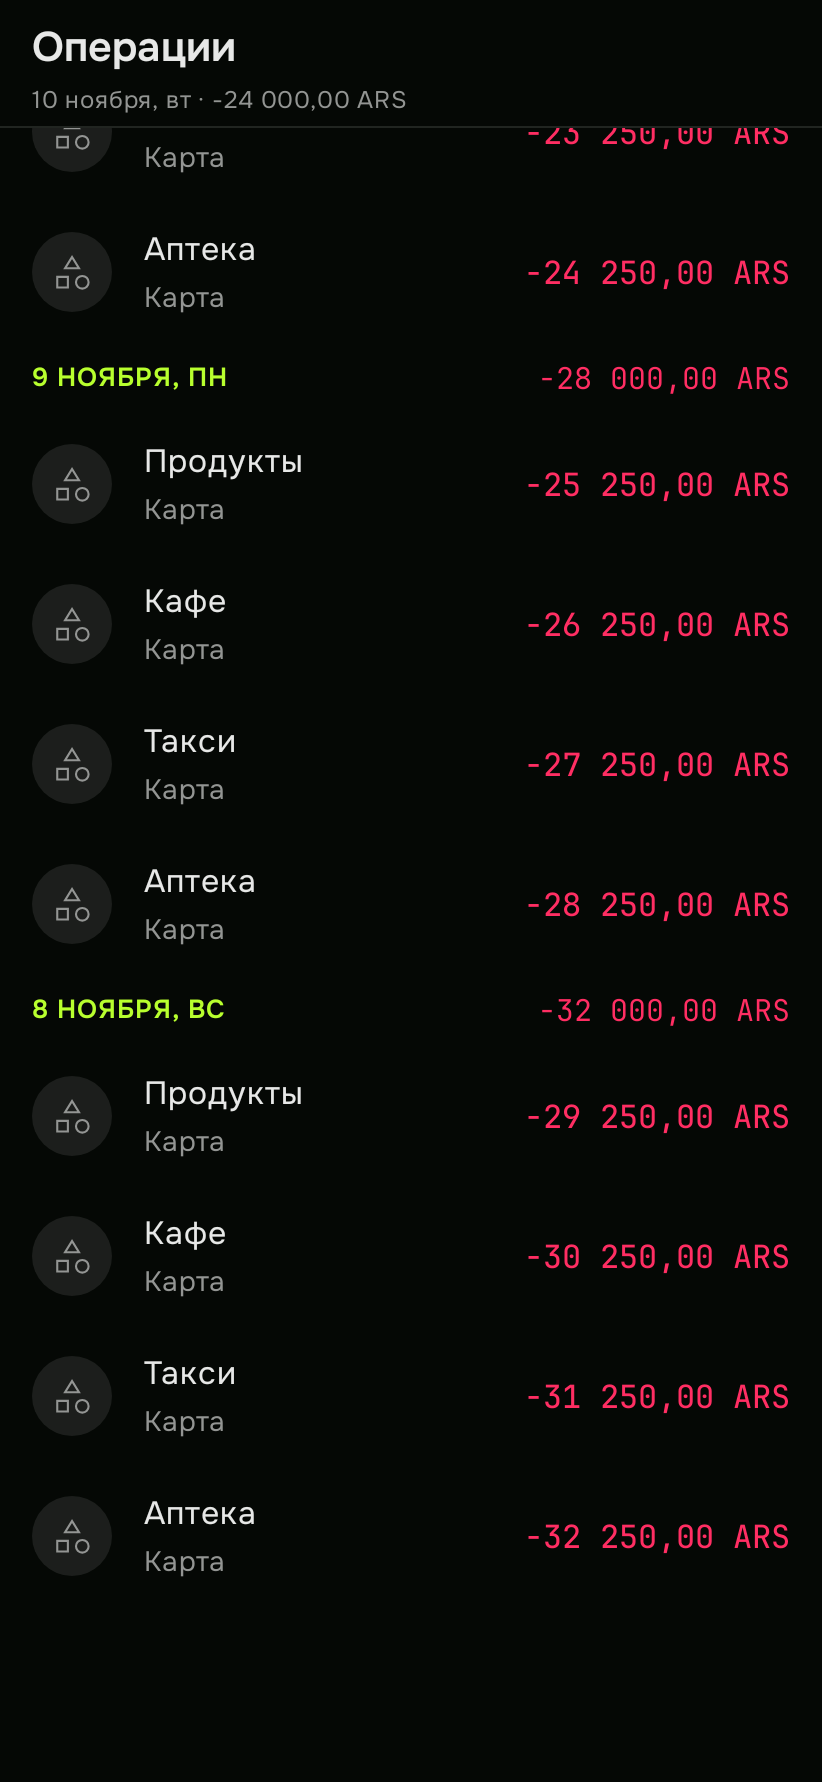 Операции
10 ноября, вт · -24 000,00 ARS
-23 250,00 ARS
Карта
Аптека
-24 250,00 ARS
Карта
9 НОЯБРЯ, ПН
-28 000,00 ARS
Продукты
-25 250,00 ARS
Карта
Кафе
-26 250,00 ARS
Карта
Такси
-27 250,00 ARS
Карта
Аптека
-28 250,00 ARS
Карта
8 НОЯБРЯ, ВС
-32 000,00 ARS
Продукты
-29 250,00 ARS
Карта
Кафе
-30 250,00 ARS
Карта
Такси
-31 250,00 ARS
Карта
Аптека
-32 250,00 ARS
Карта